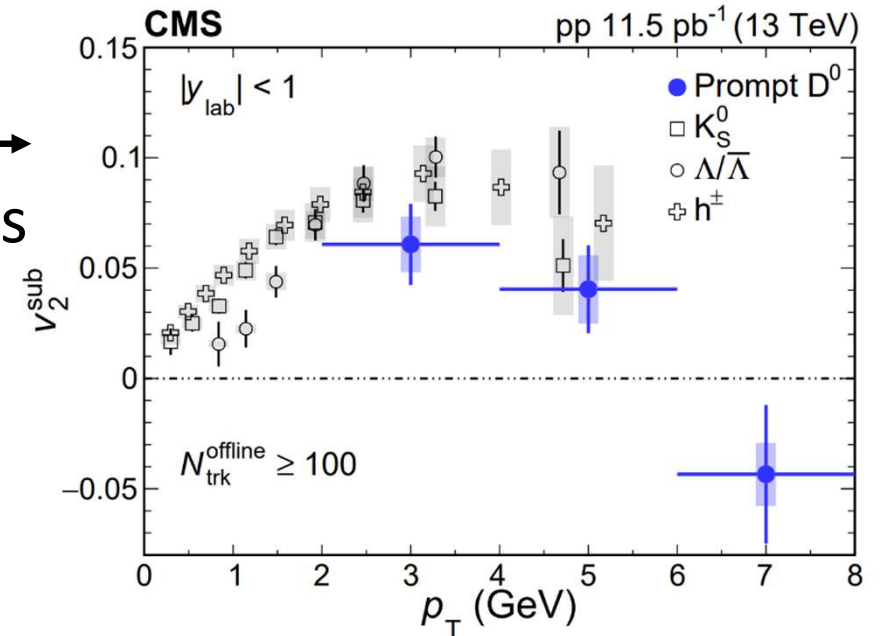 CMS pp 11.5 pb⁻¹ (13 TeV)
|y_lab| < 1
Prompt D⁰
K⁰_S
Λ/Λ̅
h±
S
0.15
0.1
0.05
0
−0.05
v₂^sub
N_trk^offline ≥ 100
0 1 2 3 4 5 6 7 8
p_T (GeV)